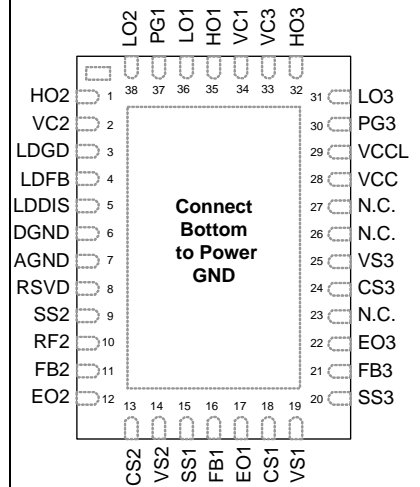 LO2 PG1 LO1 HO1 VC1 VC3 HO3
38 37 36 35 34 33 32
HO2 1
VC2 2
LDGD 3
LDFB 4
LDDIS 5
DGND 6
AGND 7
RSVD 8
SS2 9
RF2 10
FB2 11
EO2 12
Connect
Bottom
to Power
GND
31 LO3
30 PG3
29 VCCL
28 VCC
27 N.C.
26 N.C.
25 VS3
24 CS3
23 N.C.
22 EO3
21 FB3
20 SS3
13 14 15 16 17 18 19
CS2 VS2 SS1 FB1 EO1 CS1 VS1